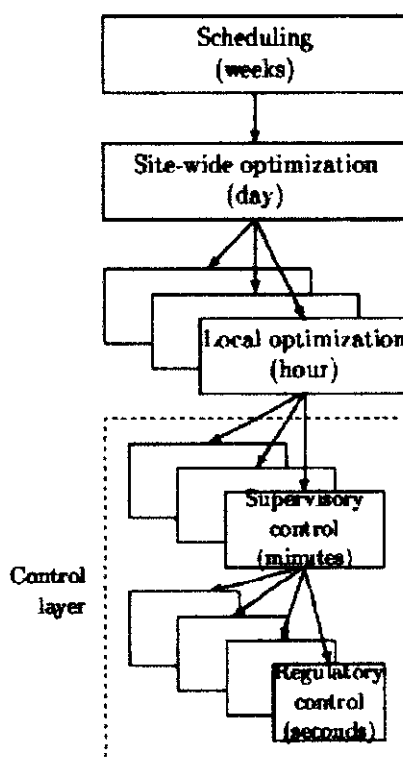 Scheduling
(weeks)
Site-wide optimization
(day)
Local optimization
(hour)
Supervisory
control
(minutes)
Control
layer
Regulatory
control
(seconds)